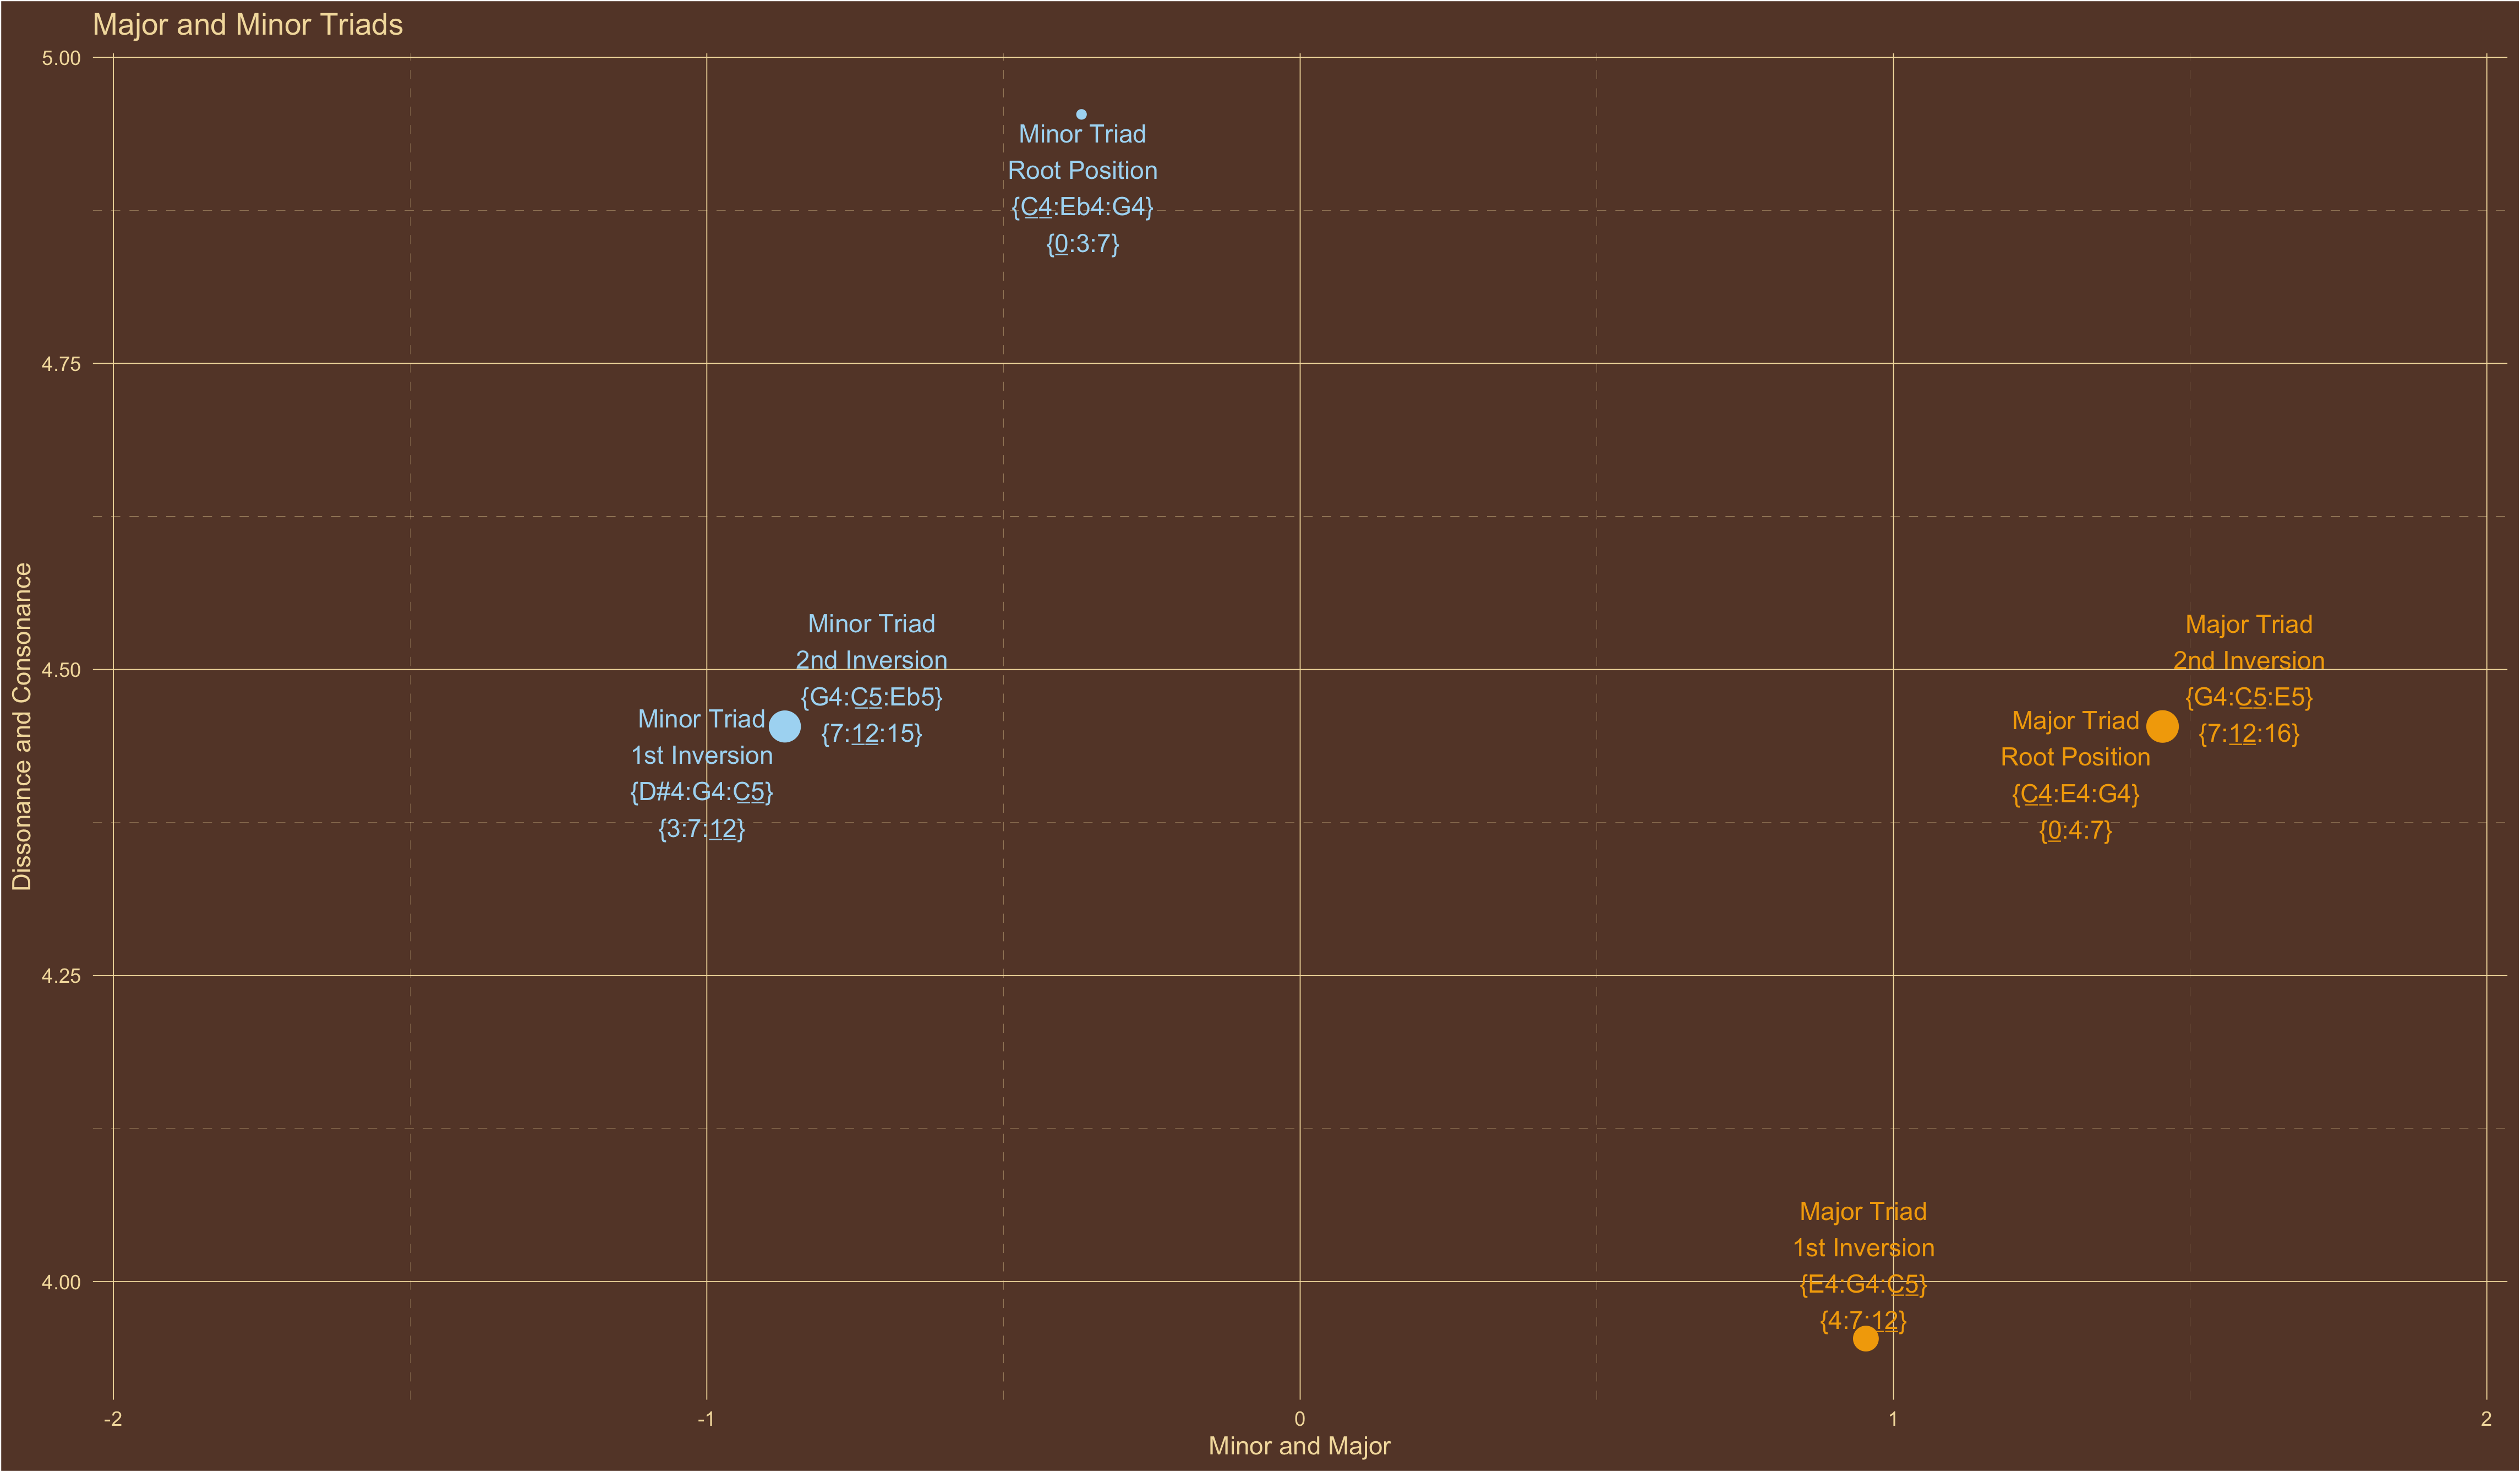 Major and Minor Triads
5.00
Minor Triad
Root Position
{C4:Eb4:G4}
{0:3:7}
4.75
Minor Triad
2nd Inversion
{G4:C5:Eb5}
{7:12:15}
Major Triad
2nd Inversion
{G4:C5:E5}
{7:12:16}
4.50
Minor Triad
1st Inversion
{D#4:G4:C5}
{3:7:12}
Major Triad
Root Position
{C4:E4:G4}
{0:4:7}
Dissonance and Consonance
4.25
Major Triad
1st Inversion
{E4:G4:C5}
{4:7:12}
4.00
-2
-1
0
1
2
Minor and Major